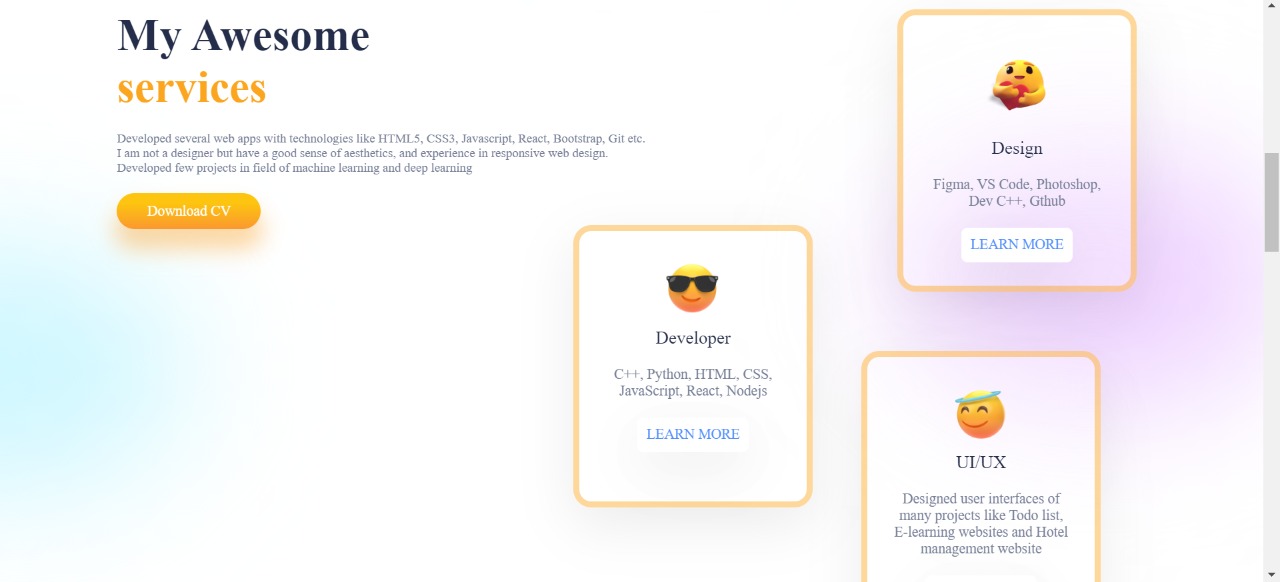 My Awesome
services
Developed several web apps with technologies like HTML5, CSS3, Javascript, React, Bootstrap, Git etc.
I am not a designer but have a good sense of aesthetics, and experience in responsive web design.
Developed few projects in field of machine learning and deep learning
Download CV
Design
Figma, VS Code, Photoshop,
Dev C++, Gthub
LEARN MORE
Developer
C++, Python, HTML, CSS,
JavaScript, React, Nodejs
LEARN MORE
UI/UX
Designed user interfaces of
many projects like Todo list,
E-learning websites and Hotel
management website